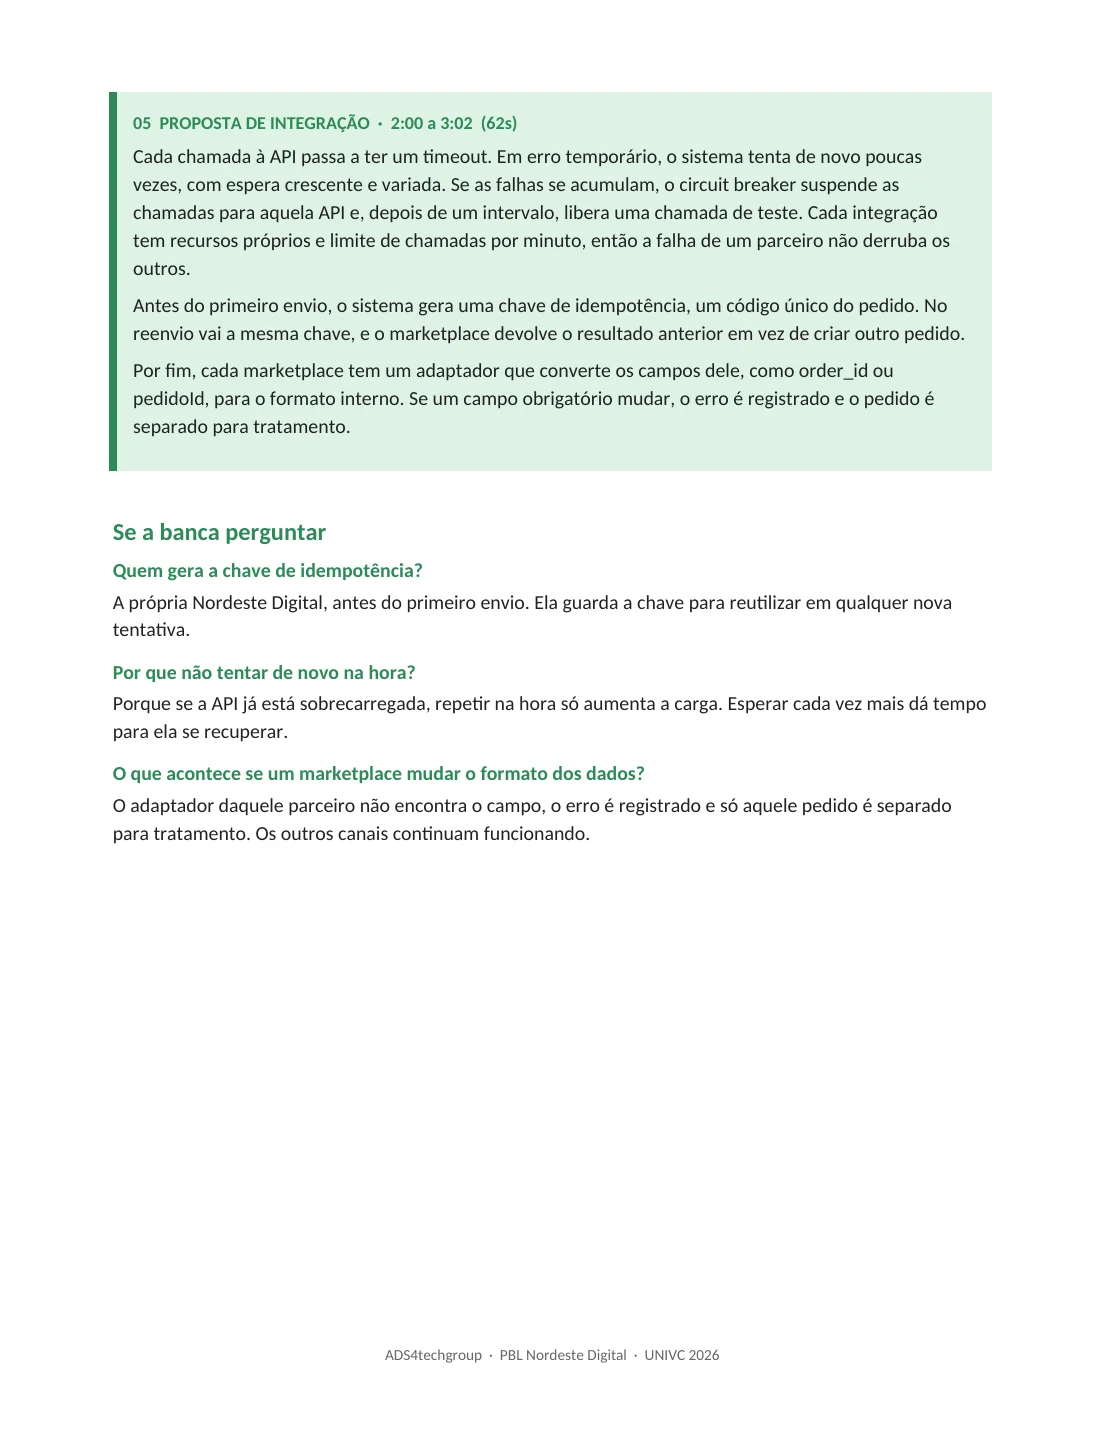 05 PROPOSTA DE INTEGRAÇÃO · 2:00 a 3:02 (62s)
Cada chamada à API passa a ter um timeout. Em erro temporário, o sistema tenta de novo poucas
vezes, com espera crescente e variada. Se as falhas se acumulam, o circuit breaker suspende as
chamadas para aquela API e, depois de um intervalo, libera uma chamada de teste. Cada integração
tem recursos próprios e limite de chamadas por minuto, então a falha de um parceiro não derruba os
outros.
Antes do primeiro envio, o sistema gera uma chave de idempotência, um código único do pedido. No
reenvio vai a mesma chave, e o marketplace devolve o resultado anterior em vez de criar outro pedido.
Por fim, cada marketplace tem um adaptador que converte os campos dele, como order_id ou
pedidoId, para o formato interno. Se um campo obrigatório mudar, o erro é registrado e o pedido é
separado para tratamento.
Se a banca perguntar
Quem gera a chave de idempotência?
A própria Nordeste Digital, antes do primeiro envio. Ela guarda a chave para reutilizar em qualquer nova
tentativa.
Por que não tentar de novo na hora?
Porque se a API já está sobrecarregada, repetir na hora só aumenta a carga. Esperar cada vez mais dá tempo
para ela se recuperar.
O que acontece se um marketplace mudar o formato dos dados?
O adaptador daquele parceiro não encontra o campo, o erro é registrado e só aquele pedido é separado
para tratamento. Os outros canais continuam funcionando.
ADS4techgroup · PBL Nordeste Digital · UNIVC 2026